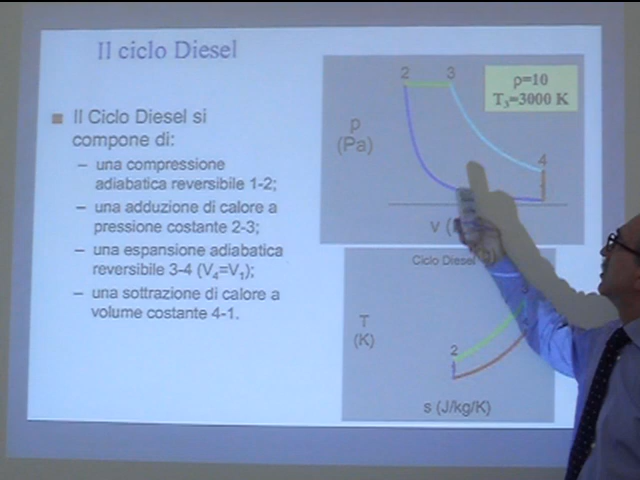 Il ciclo Diesel
Il Ciclo Diesel si
compone di:
– una compressione
adiabatica reversibile 1-2;
– una adduzione di calore a
pressione costante 2-3;
– una espansione adiabatica
reversibile 3-4 (V₄=V₁);
– una sottrazione di calore a
volume costante 4-1.
2 3
ρ=10
T₃=3000 K
p
(Pa)
4
v
Ciclo Diesel
T
(K)
2
s (J/kg/K)